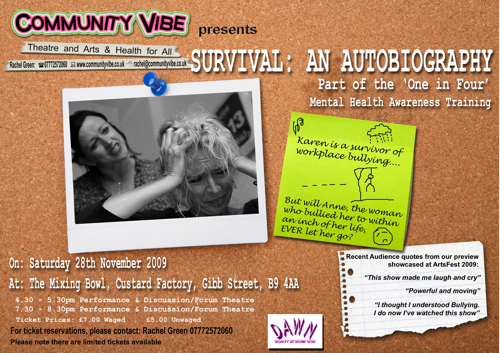 COMMUNITY VIBE
presents
Theatre and Arts & Health for All
Rachel Green: ☎07772572060 www.communityvibe.co.uk rachel@communityvibe.co.uk
SURVIVAL: AN AUTOBIOGRAPHY
Part of the 'One in Four'
Mental Health Awareness Training
Karen is a survivor of
workplace bullying....
But will Anne, the woman
who bullied her to within
an inch of her life,
EVER let her go?
On: Saturday 28th November 2009
At: The Mixing Bowl, Custard Factory, Gibb Street, B9 4AA
4.30 - 5.30pm Performance & Discussion/Forum Theatre
7.30 - 8.30pm Performance & Discussion/Forum Theatre
Ticket Prices: £7.00 Waged . £5.00 Unwaged
For ticket reservations, please contact: Rachel Green 07772572060
Please note there are limited tickets available
Recent Audience quotes from our preview
showcased at ArtsFest 2009:
"This show made me laugh and cry"
"Powerful and moving"
"I thought I understood Bullying.
I do now I've watched this show"
DAWN
DIGNITY AT WORK NOW